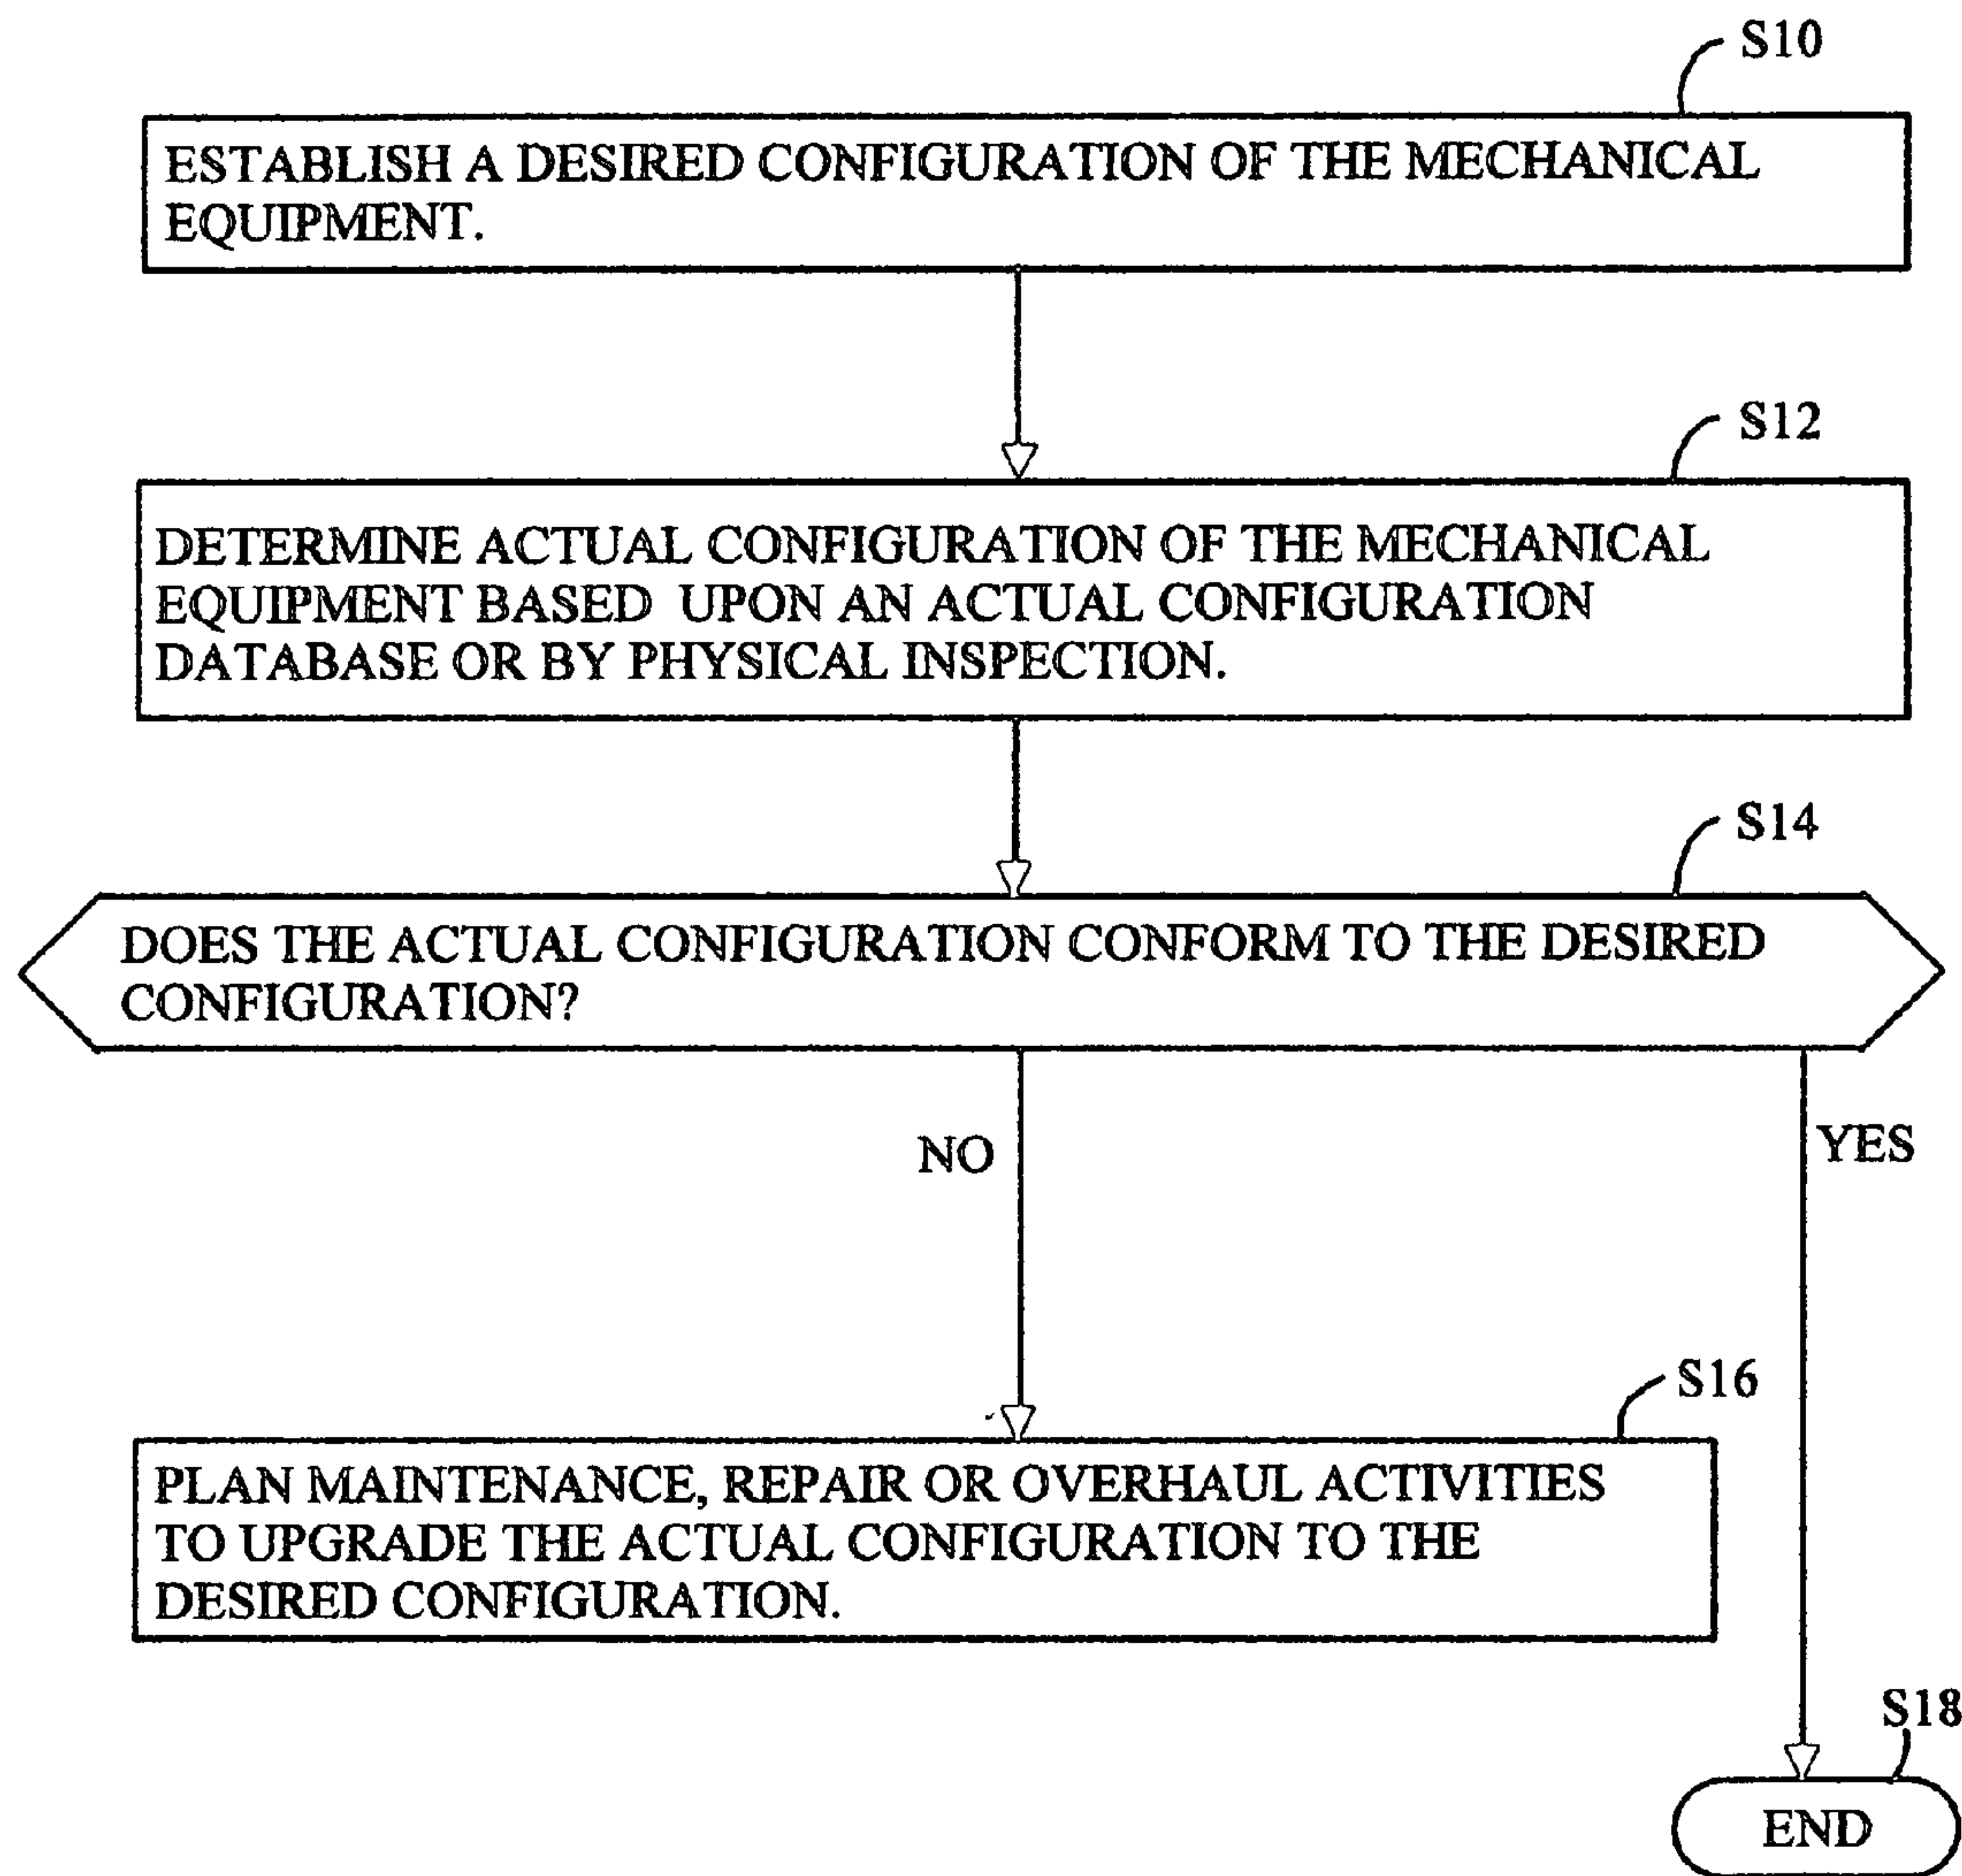 S10
ESTABLISH A DESIRED CONFIGURATION OF THE MECHANICAL
EQUIPMENT.
S12
DETERMINE ACTUAL CONFIGURATION OF THE MECHANICAL
EQUIPMENT BASED UPON AN ACTUAL CONFIGURATION
DATABASE OR BY PHYSICAL INSPECTION.
S14
DOES THE ACTUAL CONFIGURATION CONFORM TO THE DESIRED
CONFIGURATION?
NO
YES
S16
PLAN MAINTENANCE, REPAIR OR OVERHAUL ACTIVITIES
TO UPGRADE THE ACTUAL CONFIGURATION TO THE
DESIRED CONFIGURATION.
S18
END